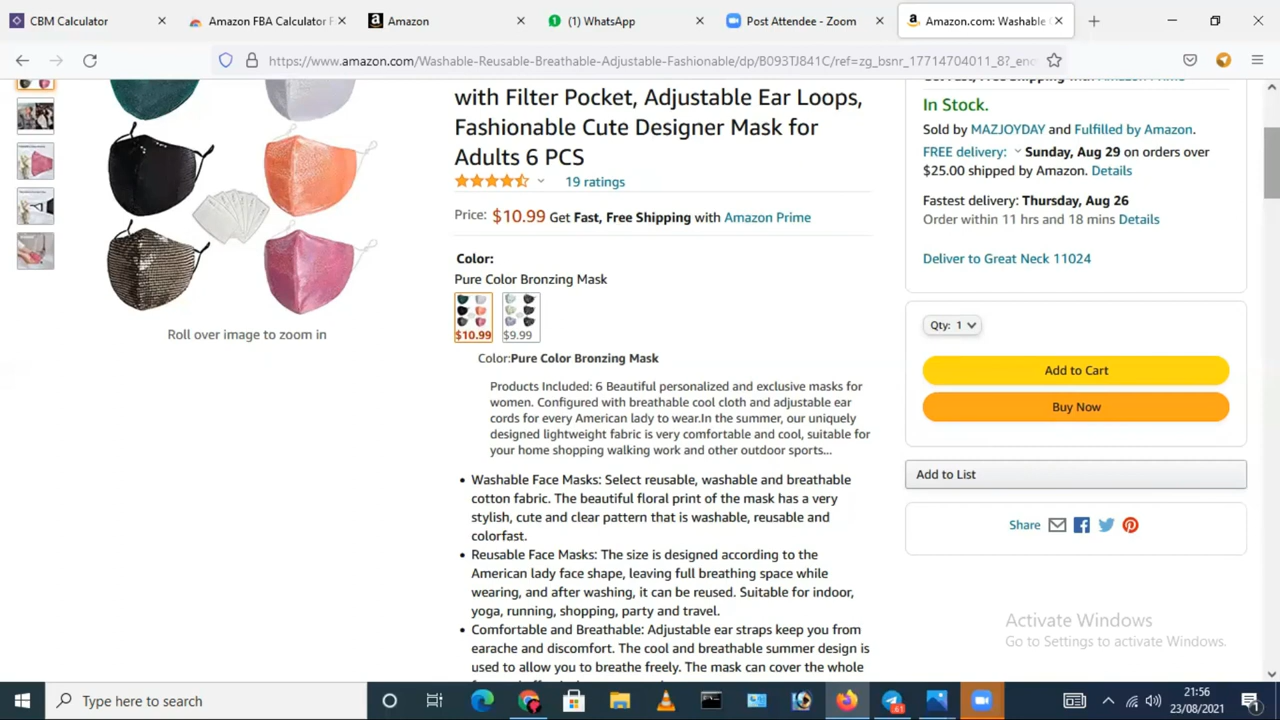 CBM Calculator
Amazon FBA Calculator F
Amazon
(1) WhatsApp
Post Attendee - Zoom
Amazon.com: Washable
https://www.amazon.com/Washable-Reusable-Breathable-Adjustable-Fashionable/dp/B093TJ841C/ref=zg_bsnr_17714704011_8?_enc
In Stock.
with Filter Pocket, Adjustable Ear Loops,
Fashionable Cute Designer Mask for
Adults 6 PCS
19 ratings
Price: $10.99 Get Fast, Free Shipping with Amazon Prime
Color:
Pure Color Bronzing Mask
$10.99 $9.99
Color:Pure Color Bronzing Mask
Products Included: 6 Beautiful personalized and exclusive masks for
women. Configured with breathable cool cloth and adjustable ear
cords for every American lady to wear.In the summer, our uniquely
designed lightweight fabric is very comfortable and cool, suitable for
your home shopping walking work and other outdoor sports...
• Washable Face Masks: Select reusable, washable and breathable
cotton fabric. The beautiful floral print of the mask has a very
stylish, cute and clear pattern that is washable, reusable and
colorfast.
• Reusable Face Masks: The size is designed according to the
American lady face shape, leaving full breathing space while
wearing, and after washing, it can be reused. Suitable for indoor,
yoga, running, shopping, party and travel.
• Comfortable and Breathable: Adjustable ear straps keep you from
earache and discomfort. The cool and breathable summer design is
used to allow you to breathe freely. The mask can cover the whole
Roll over image to zoom in
Sold by MAZJOYDAY and Fulfilled by Amazon.
FREE delivery: Sunday, Aug 29 on orders over
$25.00 shipped by Amazon. Details
Fastest delivery: Thursday, Aug 26
Order within 11 hrs and 18 mins Details
Deliver to Great Neck 11024
Qty: 1
Add to Cart
Buy Now
Add to List
Share
Activate Windows
Go to Settings to activate Windows.
Type here to search
61
21:56
23/08/2021
1